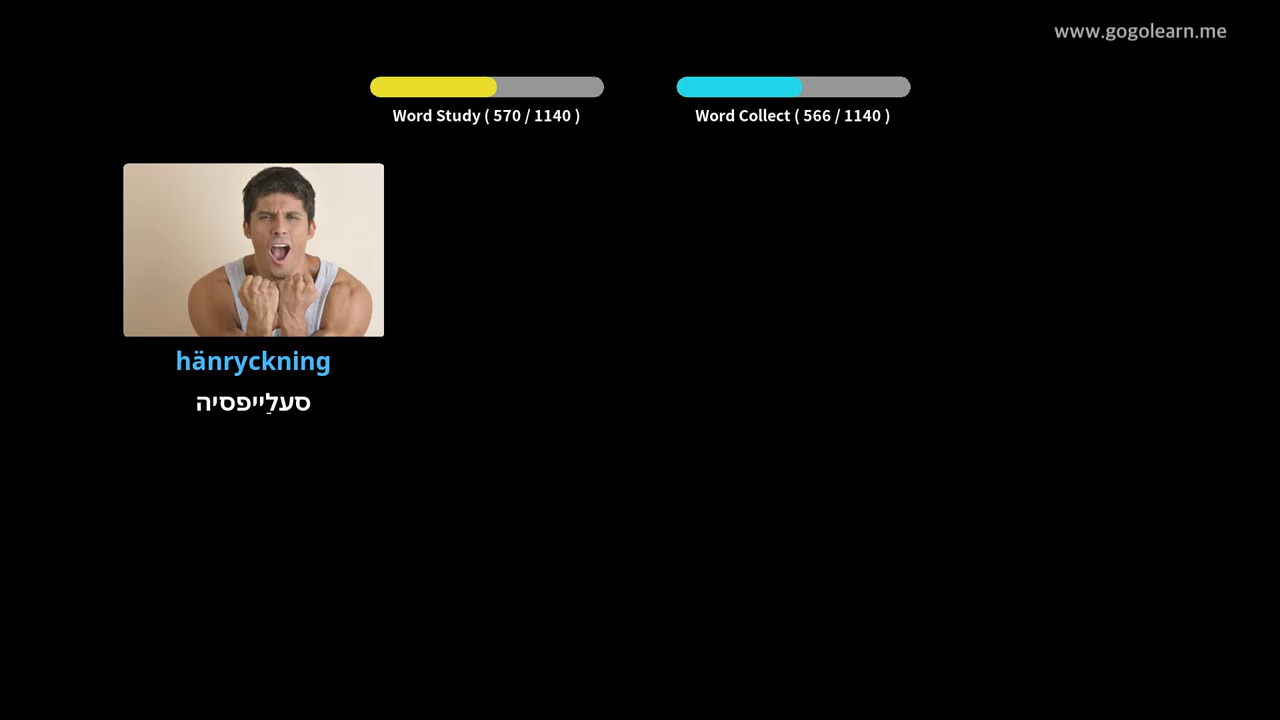 www.gogolearn.me
Word Study ( 570 / 1140 )
Word Collect ( 566 / 1140 )
hänryckning
סעלַייפסיה